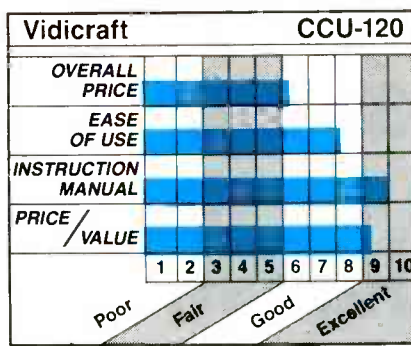 Vidicraft CCU-120
OVERALL
PRICE
EASE
OF USE
INSTRUCTION
MANUAL
PRICE/
VALUE
1 2 3 4 5 6 7 8 9 10
Poor Fair Good Excellent